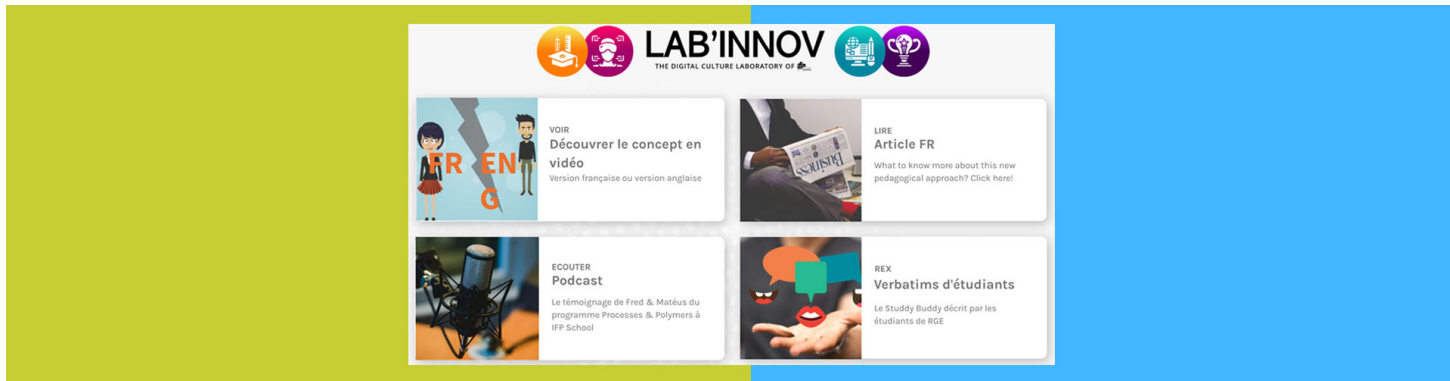 LAB'INNOV
THE DIGITAL CULTURE LABORATORY OF
FR ENG
VOIR
Découvrer le concept en
vidéo
Version française ou version anglaise
Business
LIRE
Article FR
What to know more about this new
pedagogical approach? Click here!
ECOUTER
Podcast
Le témoignage de Fred & Matéus du
programme Processes & Polymers à
IFP School
REX
Verbatims d'étudiants
Le Studdy Buddy décrit par les
étudiants de RGE